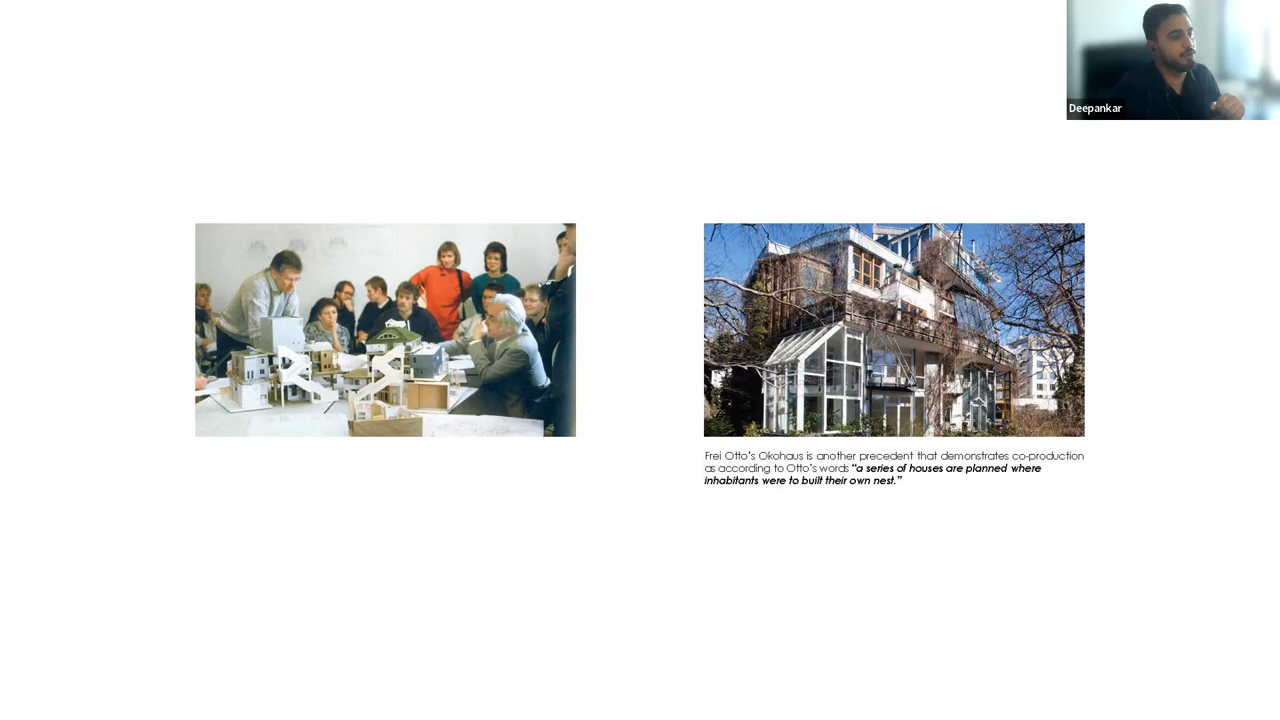 Deepankar
Frei Otto's Okohaus is another precedent that demonstrates co-production
as according to Otto's words "a series of houses are planned where
inhabitants were to built their own nest."